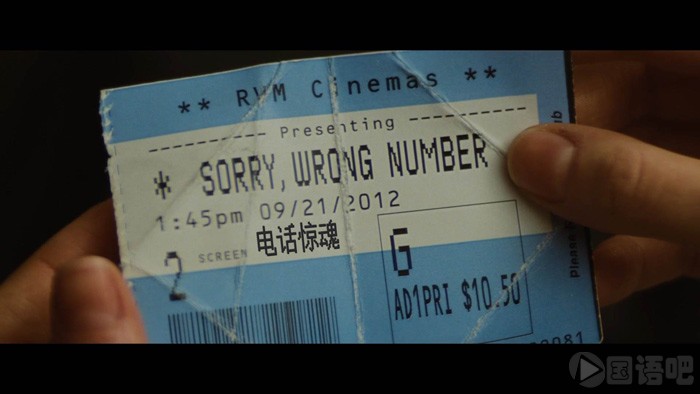 ** RVM Cinemas **
Presenting
* SORRY, WRONG NUMBER
1:45pm 09/21/2012
2 SCREEN
电话惊魂
G
AD1PRI $10.50
国语吧